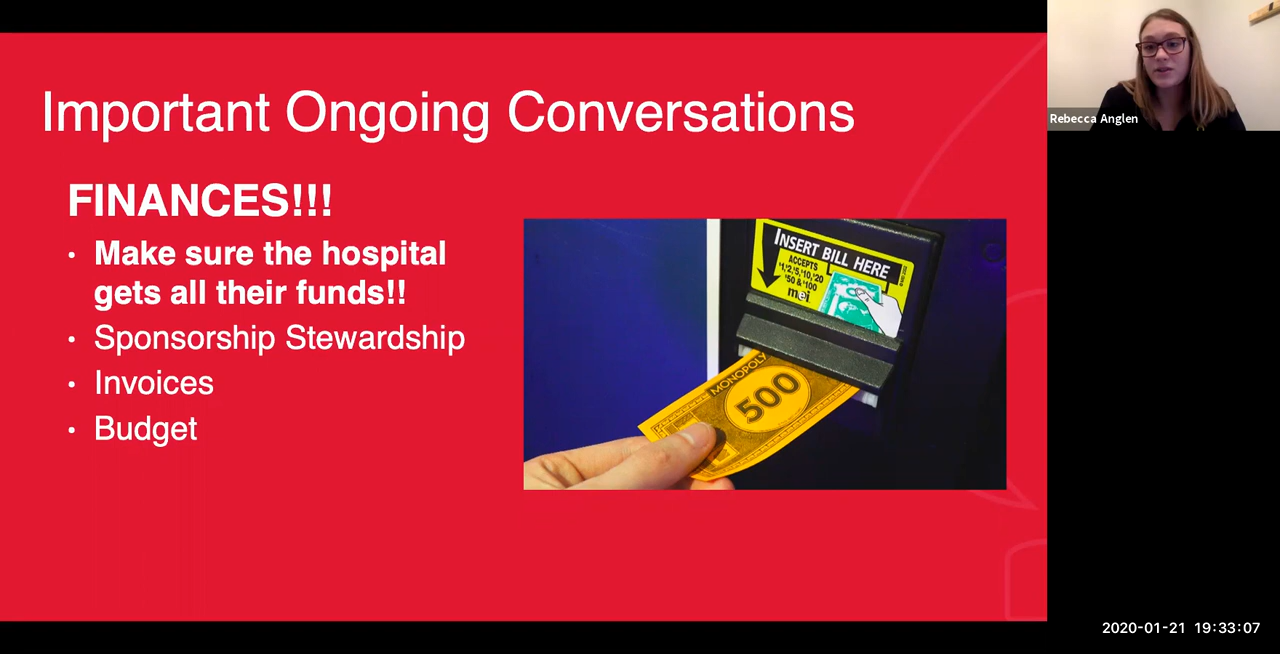 Important Ongoing Conversations
FINANCES!!!
• Make sure the hospital
gets all their funds!!
• Sponsorship Stewardship
• Invoices
• Budget
INSERT BILL HERE
ACCEPTS
$1,$2,$5,$10,$20
$50 & $100
mei
MONOPOLY
500
Rebecca Anglen
2020-01-21 19:33:07